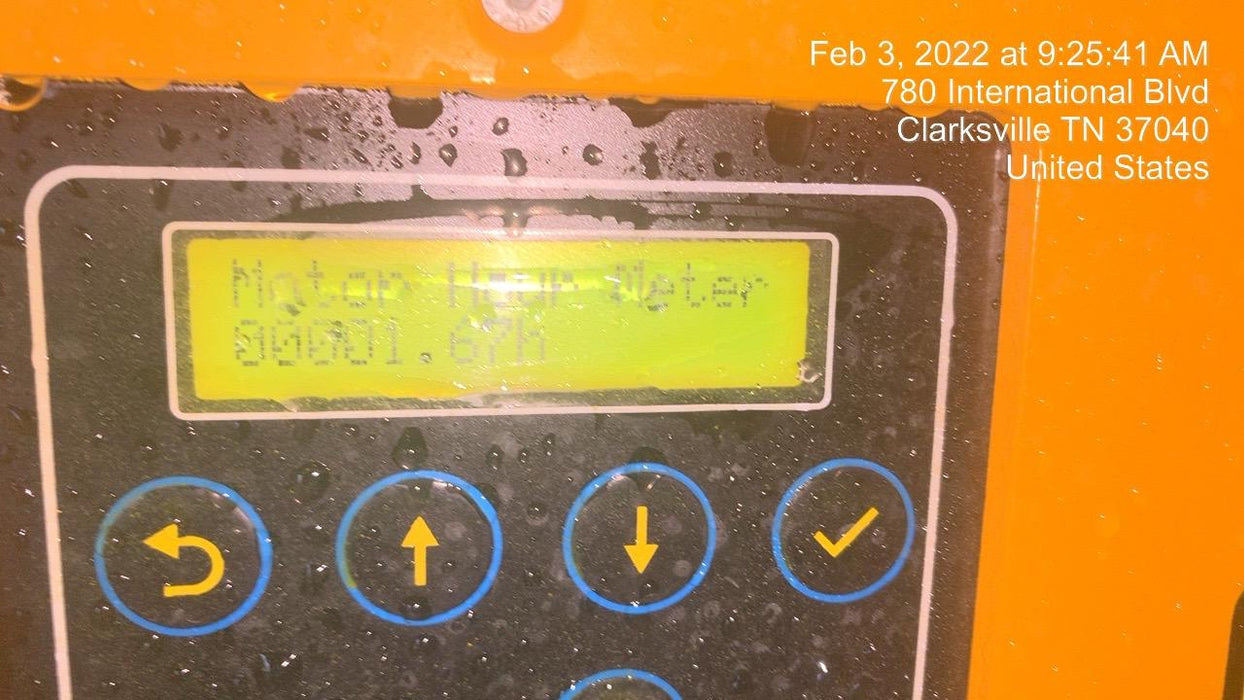 Feb 3, 2022 at 9:25:41 AM
780 International Blvd
Clarksville TN 37040
United States
Motor Hour Meter
00001.67h